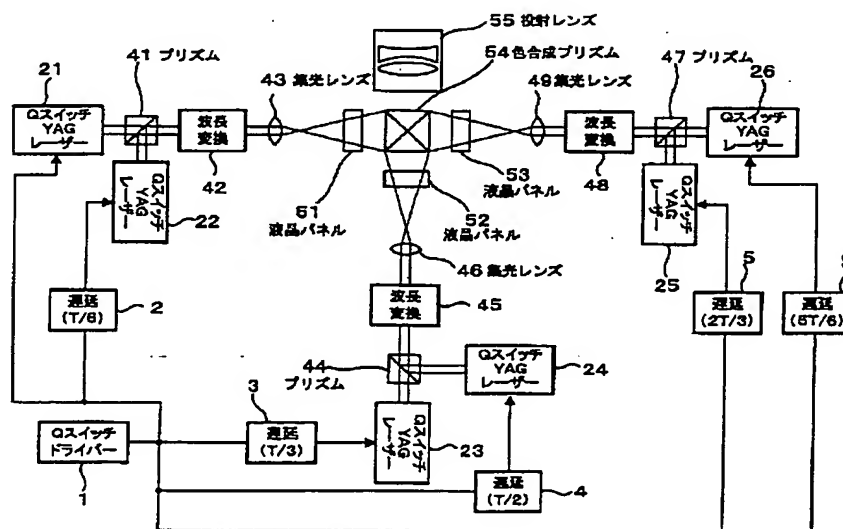 55 投射レンズ
54 色合成プリズム
41 プリズム
47 プリズム
21
43 集光レンズ
49 集光レンズ
26
Qスイッチ
YAG
レーザー
波長
変換
波長
変換
Qスイッチ
YAG
レーザー
42
48
Qスイッチ
YAG
レーザー
22
51
液晶パネル
52
液晶パネル
53
液晶パネル
Qスイッチ
YAG
レーザー
25
46 集光レンズ
遅延
(T/6)
2
波長
変換
45
5
遅延
(2T/3)
遅延
(5T/6)
44
プリズム
Qスイッチ
YAG
レーザー
24
3
Qスイッチ
ドライバー
1
遅延
(T/3)
Qスイッチ
YAG
レーザー
23
遅延
(T/2)
4